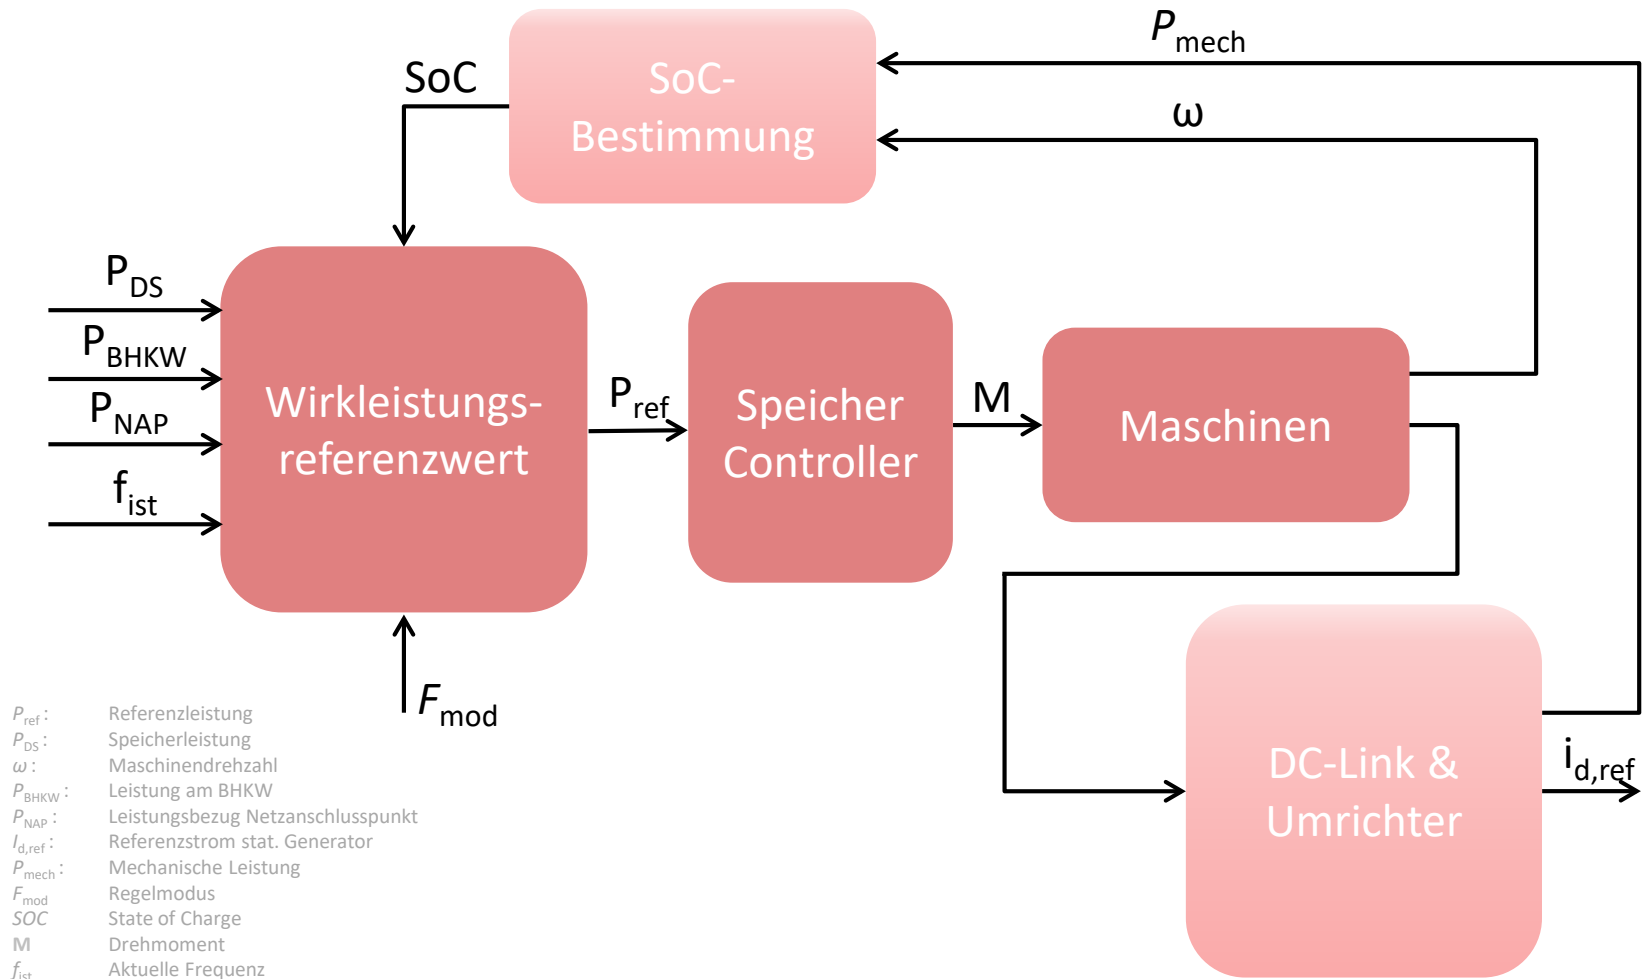 P_mech
SoC
SoC-
Bestimmung
ω
P_DS
P_BHKW
P_NAP
f_ist
Wirkleistungs-
referenzwert
P_ref
Speicher
Controller
M
Maschinen
F_mod
DC-Link &
Umrichter
i_d,ref
P_ref : Referenzleistung
P_DS : Speicherleistung
ω : Maschinendrehzahl
P_BHKW : Leistung am BHKW
P_NAP : Leistungsbezug Netzanschlusspunkt
I_d,ref : Referenzstrom stat. Generator
P_mech : Mechanische Leistung
F_mod Regelmodus
SOC State of Charge
M Drehmoment
f_ist Aktuelle Frequenz